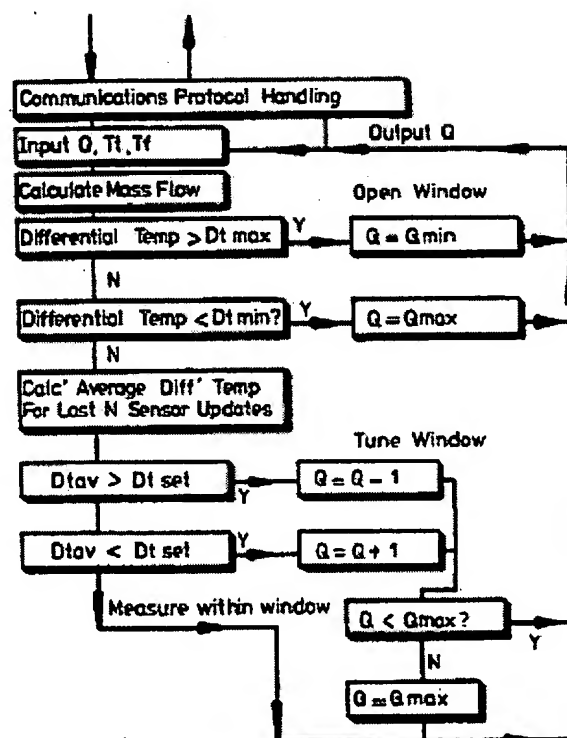 Communications Protocol Handling
Output Q
Input Q, Tt, Tf
Calculate Mass Flow
Open Window
Differential Temp > Dt max
Y
Q = Qmin
N
Differential Temp < Dt min?
Y
Q = Qmax
N
Calc' Average Diff' Temp
For Last N Sensor Updates
Tune Window
Dtav > Dt set
Y
Q = Q - 1
Dtav < Dt set
Y
Q = Q + 1
Measure within window
Q < Qmax?
Y
N
Q = Qmax